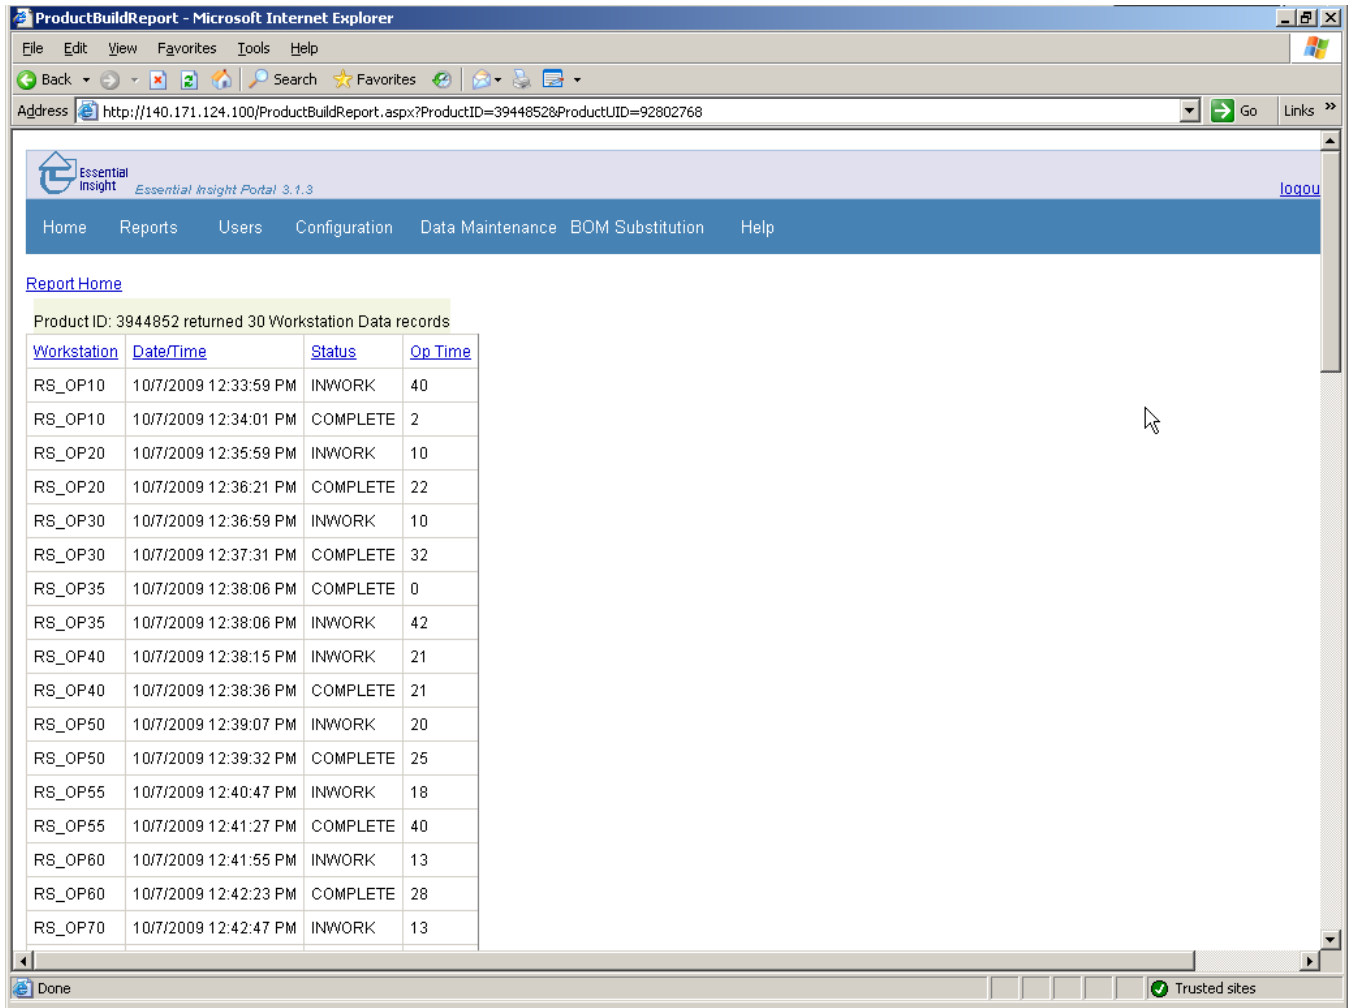 ProductBuildReport - Microsoft Internet Explorer
File Edit View Favorites Tools Help
Back Search Favorites
Address http://140.171.124.100/ProductBuildReport.aspx?ProductID=3944852&ProductUID=92802768 Go Links »
Essential
Insight Essential Insight Portal 3.1.3
logou
Home Reports Users Configuration Data Maintenance BOM Substitution Help
Report Home
Product ID: 3944852 returned 30 Workstation Data records
Workstation Date/Time Status Op Time
RS_OP10 10/7/2009 12:33:59 PM INWORK 40
RS_OP10 10/7/2009 12:34:01 PM COMPLETE 2
RS_OP20 10/7/2009 12:35:59 PM INWORK 10
RS_OP20 10/7/2009 12:36:21 PM COMPLETE 22
RS_OP30 10/7/2009 12:36:59 PM INWORK 10
RS_OP30 10/7/2009 12:37:31 PM COMPLETE 32
RS_OP35 10/7/2009 12:38:06 PM COMPLETE 0
RS_OP35 10/7/2009 12:38:06 PM INWORK 42
RS_OP40 10/7/2009 12:38:15 PM INWORK 21
RS_OP40 10/7/2009 12:38:36 PM COMPLETE 21
RS_OP50 10/7/2009 12:39:07 PM INWORK 20
RS_OP50 10/7/2009 12:39:32 PM COMPLETE 25
RS_OP55 10/7/2009 12:40:47 PM INWORK 18
RS_OP55 10/7/2009 12:41:27 PM COMPLETE 40
RS_OP60 10/7/2009 12:41:55 PM INWORK 13
RS_OP60 10/7/2009 12:42:23 PM COMPLETE 28
RS_OP70 10/7/2009 12:42:47 PM INWORK 13
Done Trusted sites